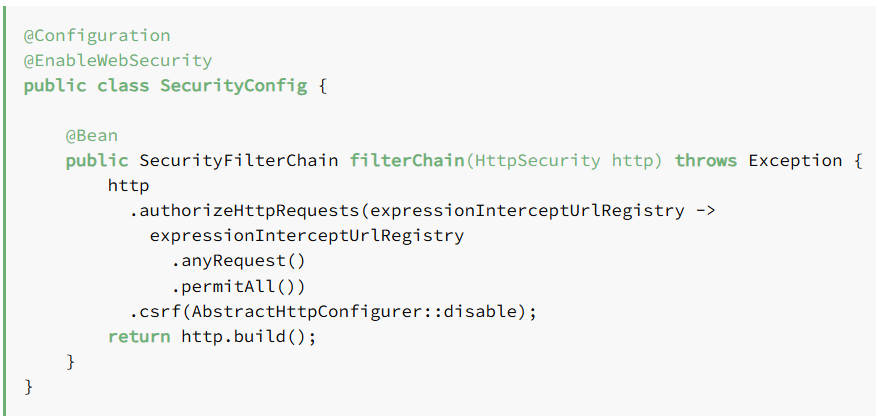 @Configuration
@EnableWebSecurity
public class SecurityConfig {
@Bean
public SecurityFilterChain filterChain(HttpSecurity http) throws Exception {
http
.authorizeHttpRequests(expressionInterceptUrlRegistry ->
expressionInterceptUrlRegistry
.anyRequest()
.permitAll())
.csrf(AbstractHttpConfigurer::disable);
return http.build();
}
}